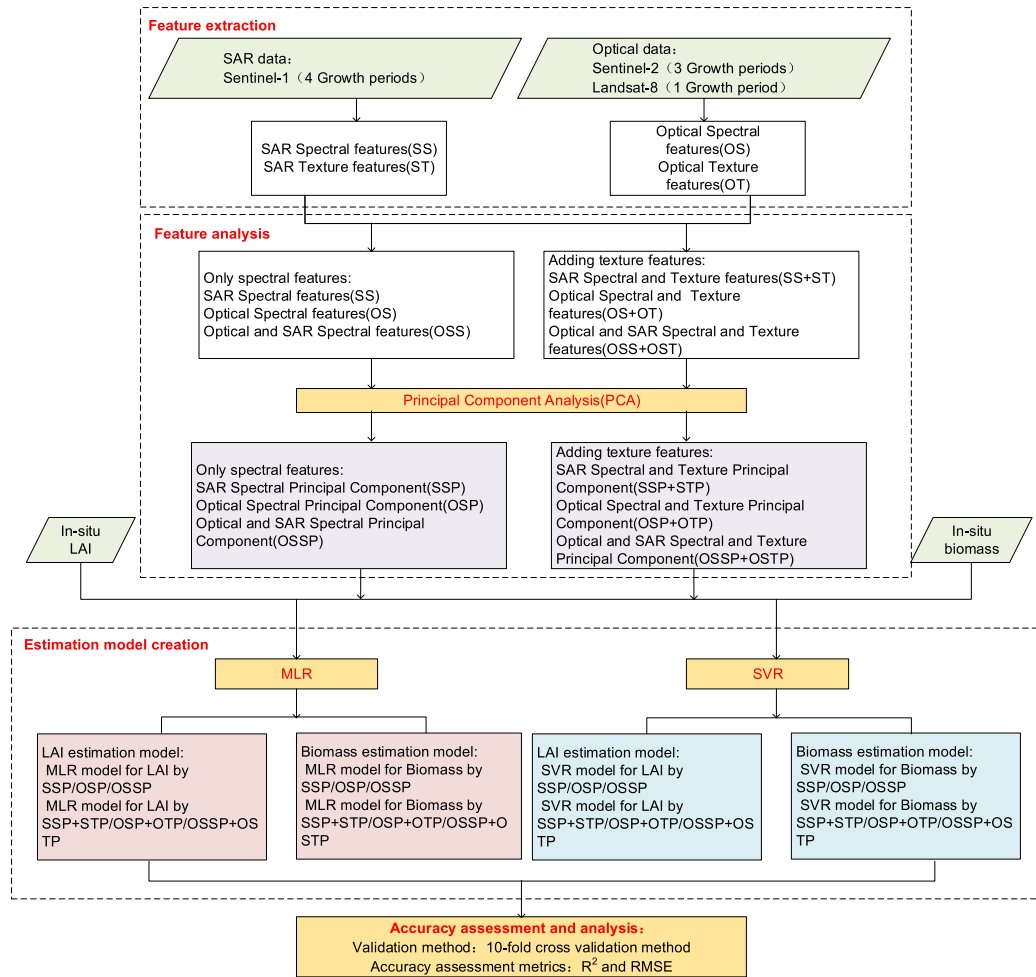 Feature extraction
SAR data：
Sentinel-1（4 Growth periods）
Optical data：
Sentinel-2（3 Growth periods）
Landsat-8（1 Growth period）
SAR Spectral features(SS)
SAR Texture features(ST)
Optical Spectral
features(OS)
Optical Texture
features(OT)
Feature analysis
Only spectral features:
SAR Spectral features(SS)
Optical Spectral features(OS)
Optical and SAR Spectral features(OSS)
Adding texture features:
SAR Spectral and Texture features(SS+ST)
Optical Spectral and Texture
features(OS+OT)
Optical and SAR Spectral and Texture
features(OSS+OST)
Principal Component Analysis(PCA)
Only spectral features:
SAR Spectral Principal Component(SSP)
Optical Spectral Principal Component(OSP)
Optical and SAR Spectral Principal
Component(OSSP)
Adding texture features:
SAR Spectral and Texture Principal
Component(SSP+STP)
Optical Spectral and Texture Principal
Component(OSP+OTP)
Optical and SAR Spectral and Texture
Principal Component(OSSP+OSTP)
In-situ
LAI
In-situ
biomass
Estimation model creation
MLR
SVR
LAI estimation model:
MLR model for LAI by
SSP/OSP/OSSP
MLR model for LAI by
SSP+STP/OSP+OTP/OSSP+OS
TP
Biomass estimation model:
MLR model for Biomass by
SSP/OSP/OSSP
MLR model for Biomass by
SSP+STP/OSP+OTP/OSSP+O
STP
LAI estimation model:
SVR model for LAI by
SSP/OSP/OSSP
SVR model for LAI by
SSP+STP/OSP+OTP/OSSP+OS
TP
Biomass estimation model:
SVR model for Biomass by
SSP/OSP/OSSP
SVR model for Biomass by
SSP+STP/OSP+OTP/OSSP+OS
TP
Accuracy assessment and analysis：
Validation method：10-fold cross validation method
Accuracy assessment metrics：R² and RMSE